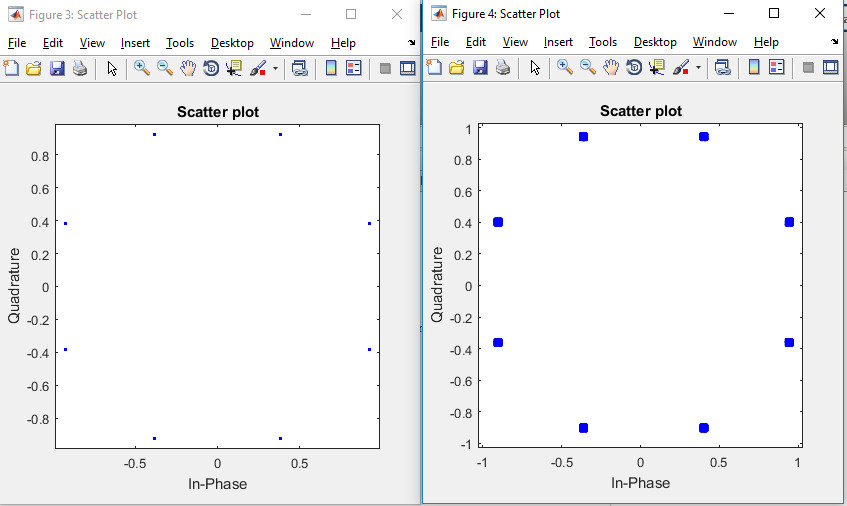 Figure 3: Scatter Plot
File Edit View Insert Tools Desktop Window Help
Scatter plot
0.8
0.6
0.4
0.2
0
-0.2
-0.4
-0.6
-0.8
Quadrature
-0.5 0 0.5
In-Phase
Figure 4: Scatter Plot
File Edit View Insert Tools Desktop Window Help
Scatter plot
1
0.8
0.6
0.4
0.2
0
-0.2
-0.4
-0.6
-0.8
-1
Quadrature
-1 -0.5 0 0.5 1
In-Phase